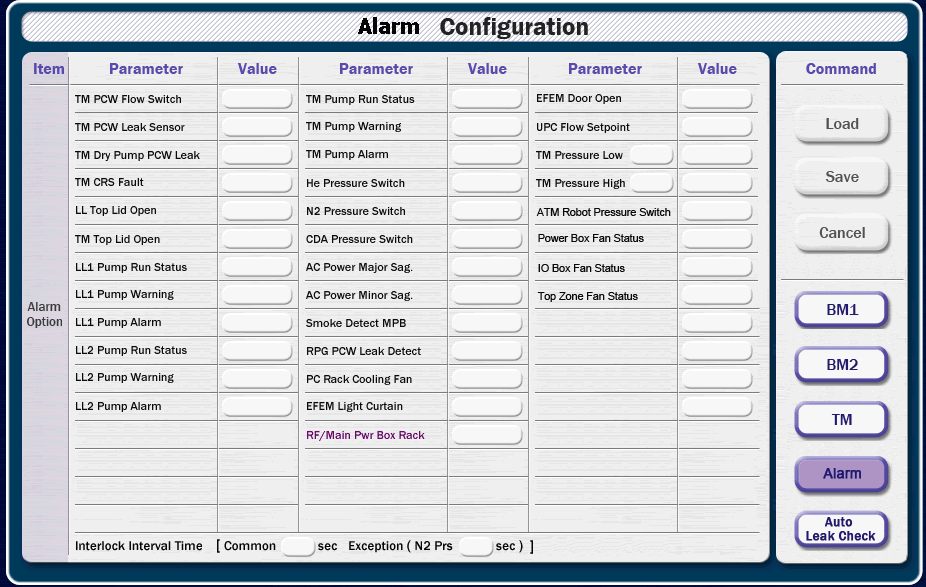 Alarm Configuration
Item Parameter Value Parameter Value Parameter Value Command
TM PCW Flow Switch TM Pump Run Status EFEM Door Open
TM PCW Leak Sensor TM Pump Warning UPC Flow Setpoint Load
TM Dry Pump PCW Leak TM Pump Alarm TM Pressure Low
TM CRS Fault He Pressure Switch TM Pressure High Save
LL Top Lid Open N2 Pressure Switch ATM Robot Pressure Switch
TM Top Lid Open CDA Pressure Switch Power Box Fan Status Cancel
LL1 Pump Run Status AC Power Major Sag. IO Box Fan Status
LL1 Pump Warning AC Power Minor Sag. Top Zone Fan Status
Alarm
Option
LL1 Pump Alarm Smoke Detect MPB BM1
LL2 Pump Run Status RPG PCW Leak Detect
LL2 Pump Warning PC Rack Cooling Fan BM2
LL2 Pump Alarm EFEM Light Curtain
RF/Main Pwr Box Rack TM
Alarm
Auto
Leak Check
Interlock Interval Time [ Common sec Exception ( N2 Prs sec ) ]